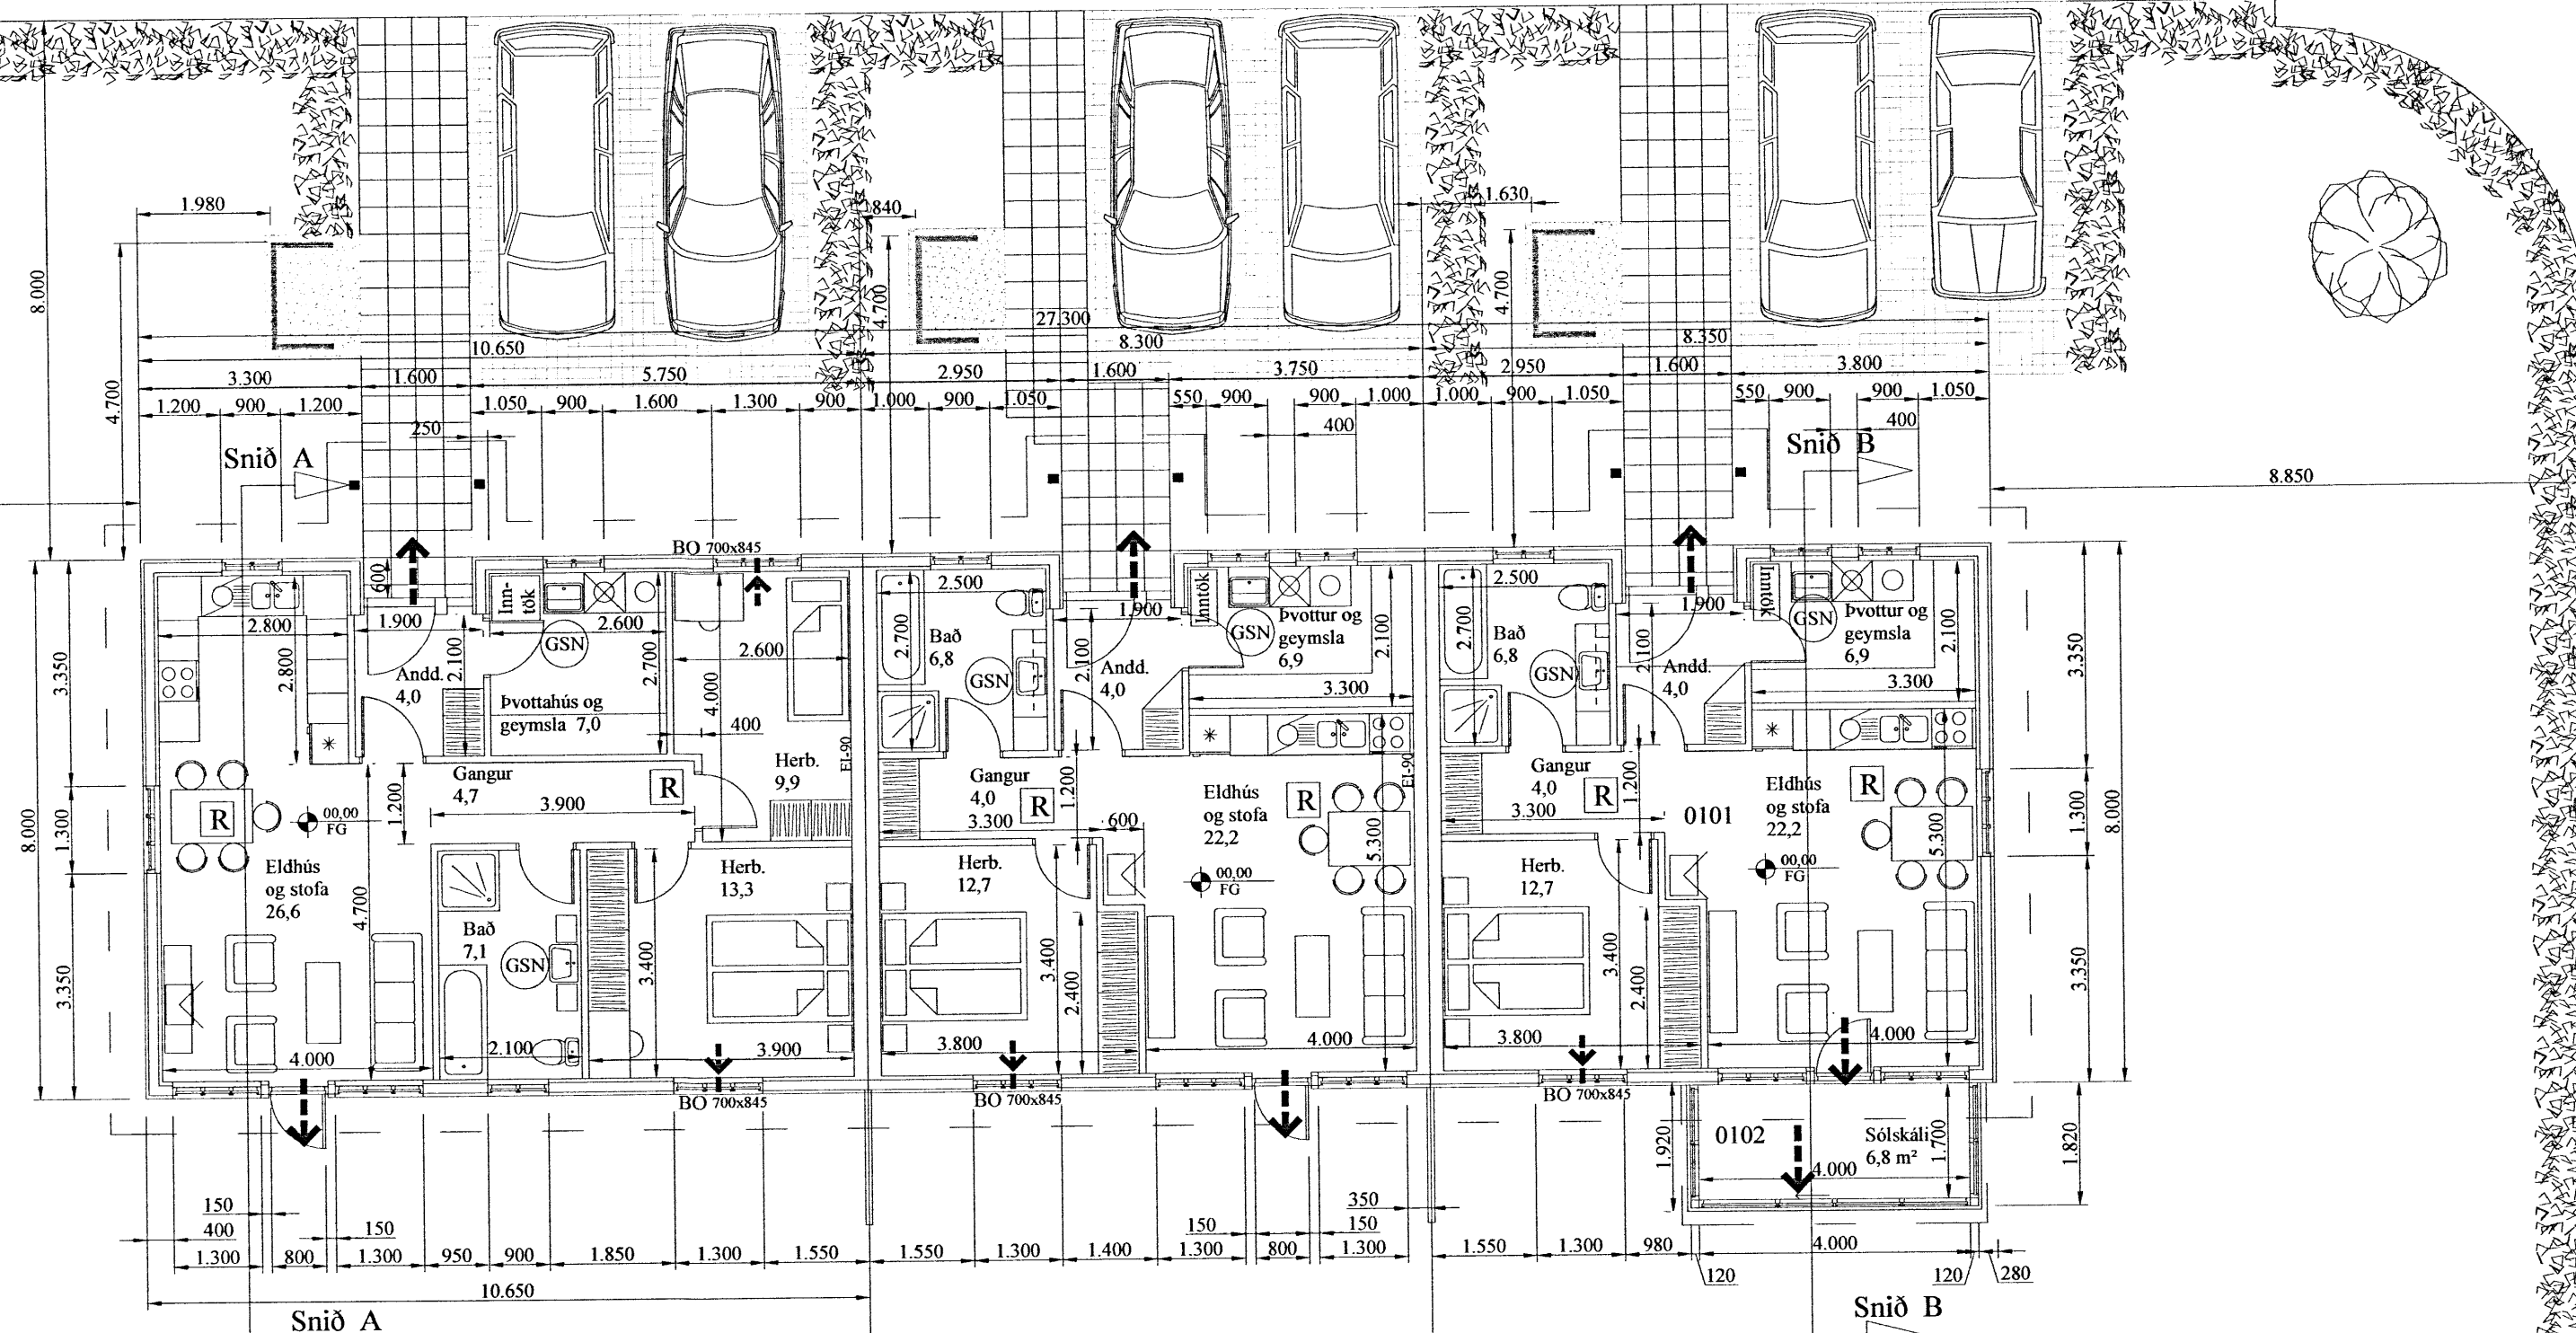 1.980
840
1.630
8.000
4.700
4.700
4.700
27.300
10.650
8.300
8.350
3.300
1.600
5.750
2.950
1.600
3.750
2.950
1.600
3.800
1.200
900
1.200
1.050
900
1.600
1.300
900
1.000
900
1.050
550
900
900
1.000
1.000
900
1.050
550
900
900
1.050
250
400
400
Snið A
Snið B
8.850
BO 700x845
600
Inn-
tök
2.500
Inntök
2.500
Inntök
2.800
1.900
2.600
GSN
2.600
1.900
Þvottur og
geymsla
6,9
GSN
1.900
Þvottur og
geymsla
6,9
GSN
2.800
2.100
2.700
4.000
2.700
2.100
2.100
2.700
2.100
2.100
Andd.
4,0
Bað
6,8
GSN
Andd.
4,0
Bað
6,8
GSN
Andd.
4,0
Þvottahús og
geymsla 7,0
400
3.300
3.300
3.350
3.350
Gangur
4,7
3.900
R
Herb.
9,9
EI-90
Gangur
4,0
3.300
R
1.200
600
Eldhús
og stofa
22,2
R
EI-90
Gangur
4,0
3.300
R
1.200
0101
Eldhús
og stofa
22,2
R
8.000
1.300
R
00,00
FG
1.200
5.300
5.300
1.300
8.000
Eldhús
og stofa
26,6
4.700
Herb.
13,3
Herb.
12,7
00,00
FG
Herb.
12,7
00,00
FG
Bað
7,1
GSN
3.350
3.400
3.400
2.400
3.400
2.400
3.350
4.000
2.100
3.900
3.800
4.000
3.800
4.000
BO 700x845
BO 700x845
BO 700x845
0102
Sólskáli
6,8 m²
1.920
1.700
1.820
4.000
150
400
150
350
150
150
1.300
800
1.300
950
900
1.850
1.300
1.550
1.550
1.300
1.400
1.300
800
1.300
1.550
1.300
980
4.000
120
120
280
10.650
Snið A
Snið B